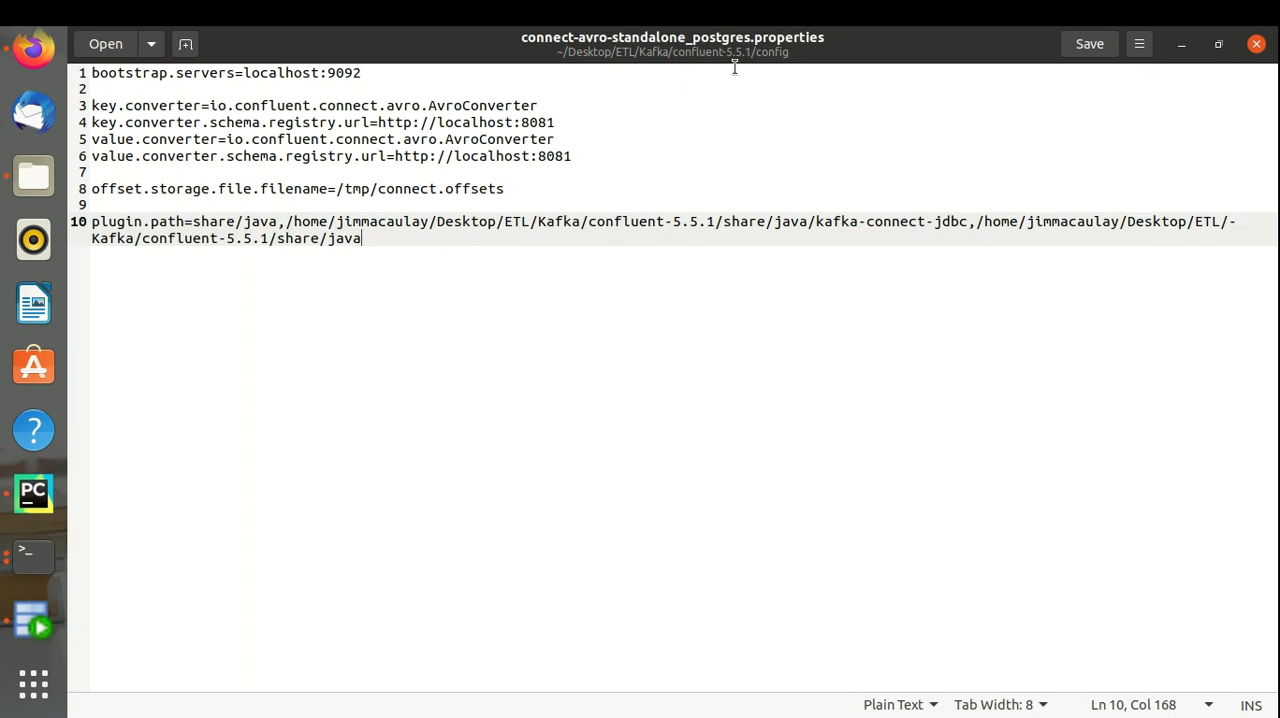 Open
connect-avro-standalone_postgres.properties
~/Desktop/ETL/Kafka/confluent-5.5.1/config
Save
1 bootstrap.servers=localhost:9092
2
3 key.converter=io.confluent.connect.avro.AvroConverter
4 key.converter.schema.registry.url=http://localhost:8081
5 value.converter=io.confluent.connect.avro.AvroConverter
6 value.converter.schema.registry.url=http://localhost:8081
7
8 offset.storage.file.filename=/tmp/connect.offsets
9
10 plugin.path=share/java,/home/jimmacaulay/Desktop/ETL/Kafka/confluent-5.5.1/share/java/kafka-connect-jdbc,/home/jimmacaulay/Desktop/ETL/-
Kafka/confluent-5.5.1/share/java
PC
>_
?
Plain Text Tab Width: 8 Ln 10, Col 168 INS